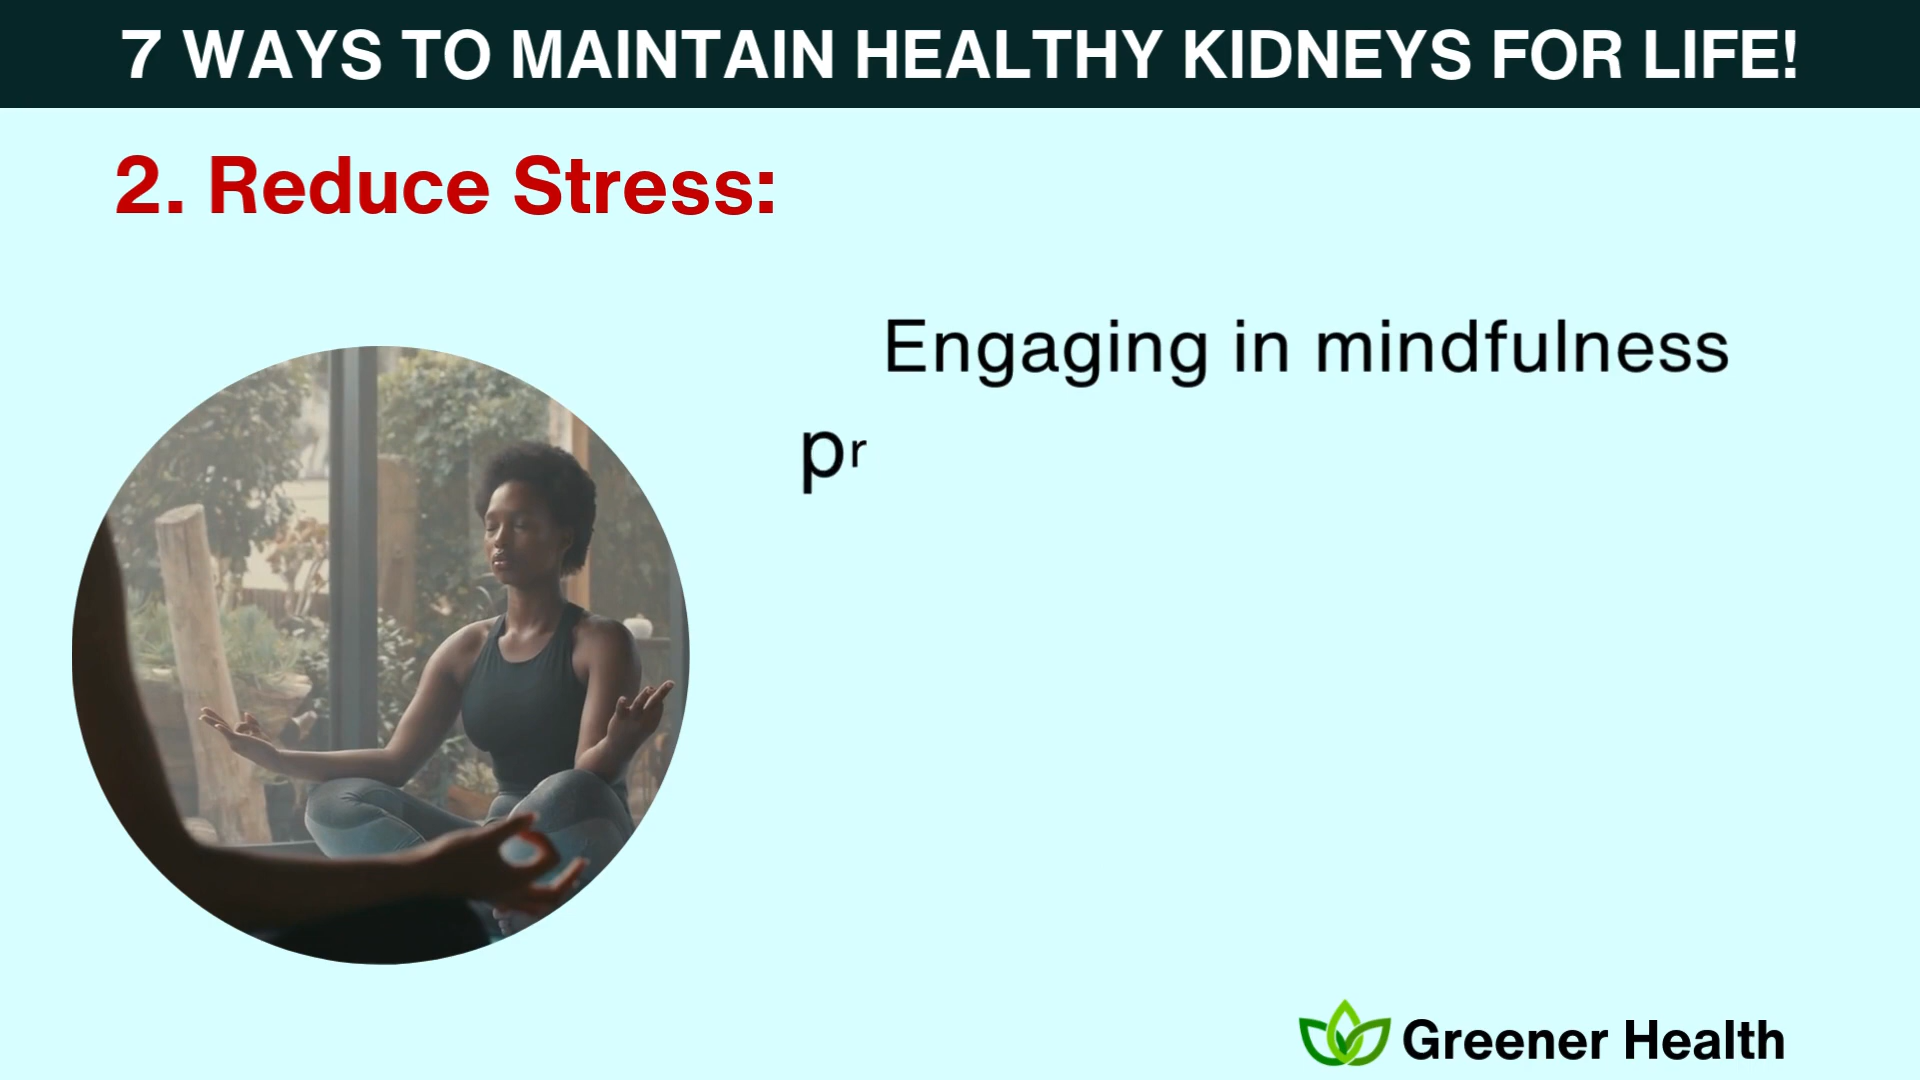 7 WAYS TO MAINTAIN HEALTHY KIDNEYS FOR LIFE!
2. Reduce Stress:
Engaging in mindfulness
pr
Greener Health